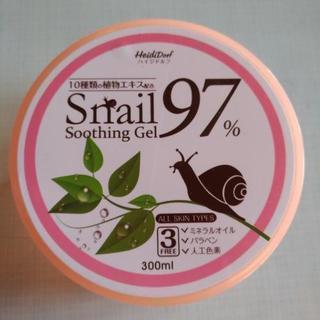 HeidiDorf
ハイジドルフ
10種類の植物エキス配合
Snail 97%
Soothing Gel
ALL SKIN TYPES
3 FREE
✓ミネラルオイル
✓パラベン
✓人工色素
300ml